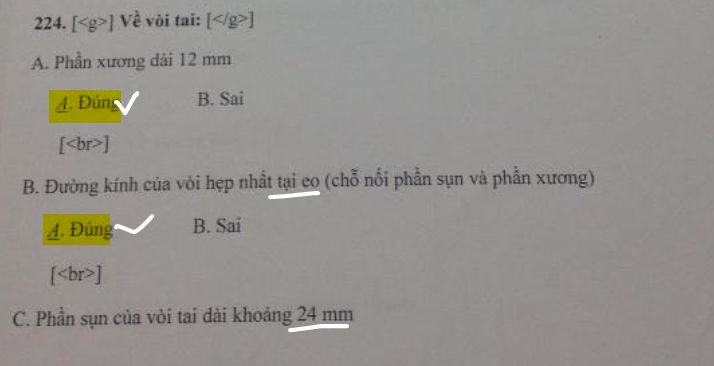 224. [<g>] Về vòi tai: [</g>]
A. Phần xương dài 12 mm
A. Đúng B. Sai
[<br>]
B. Đường kính của vòi hẹp nhất tại eo (chỗ nối phần sụn và phần xương)
A. Đúng B. Sai
[<br>]
C. Phần sụn của vòi tai dài khoảng 24 mm